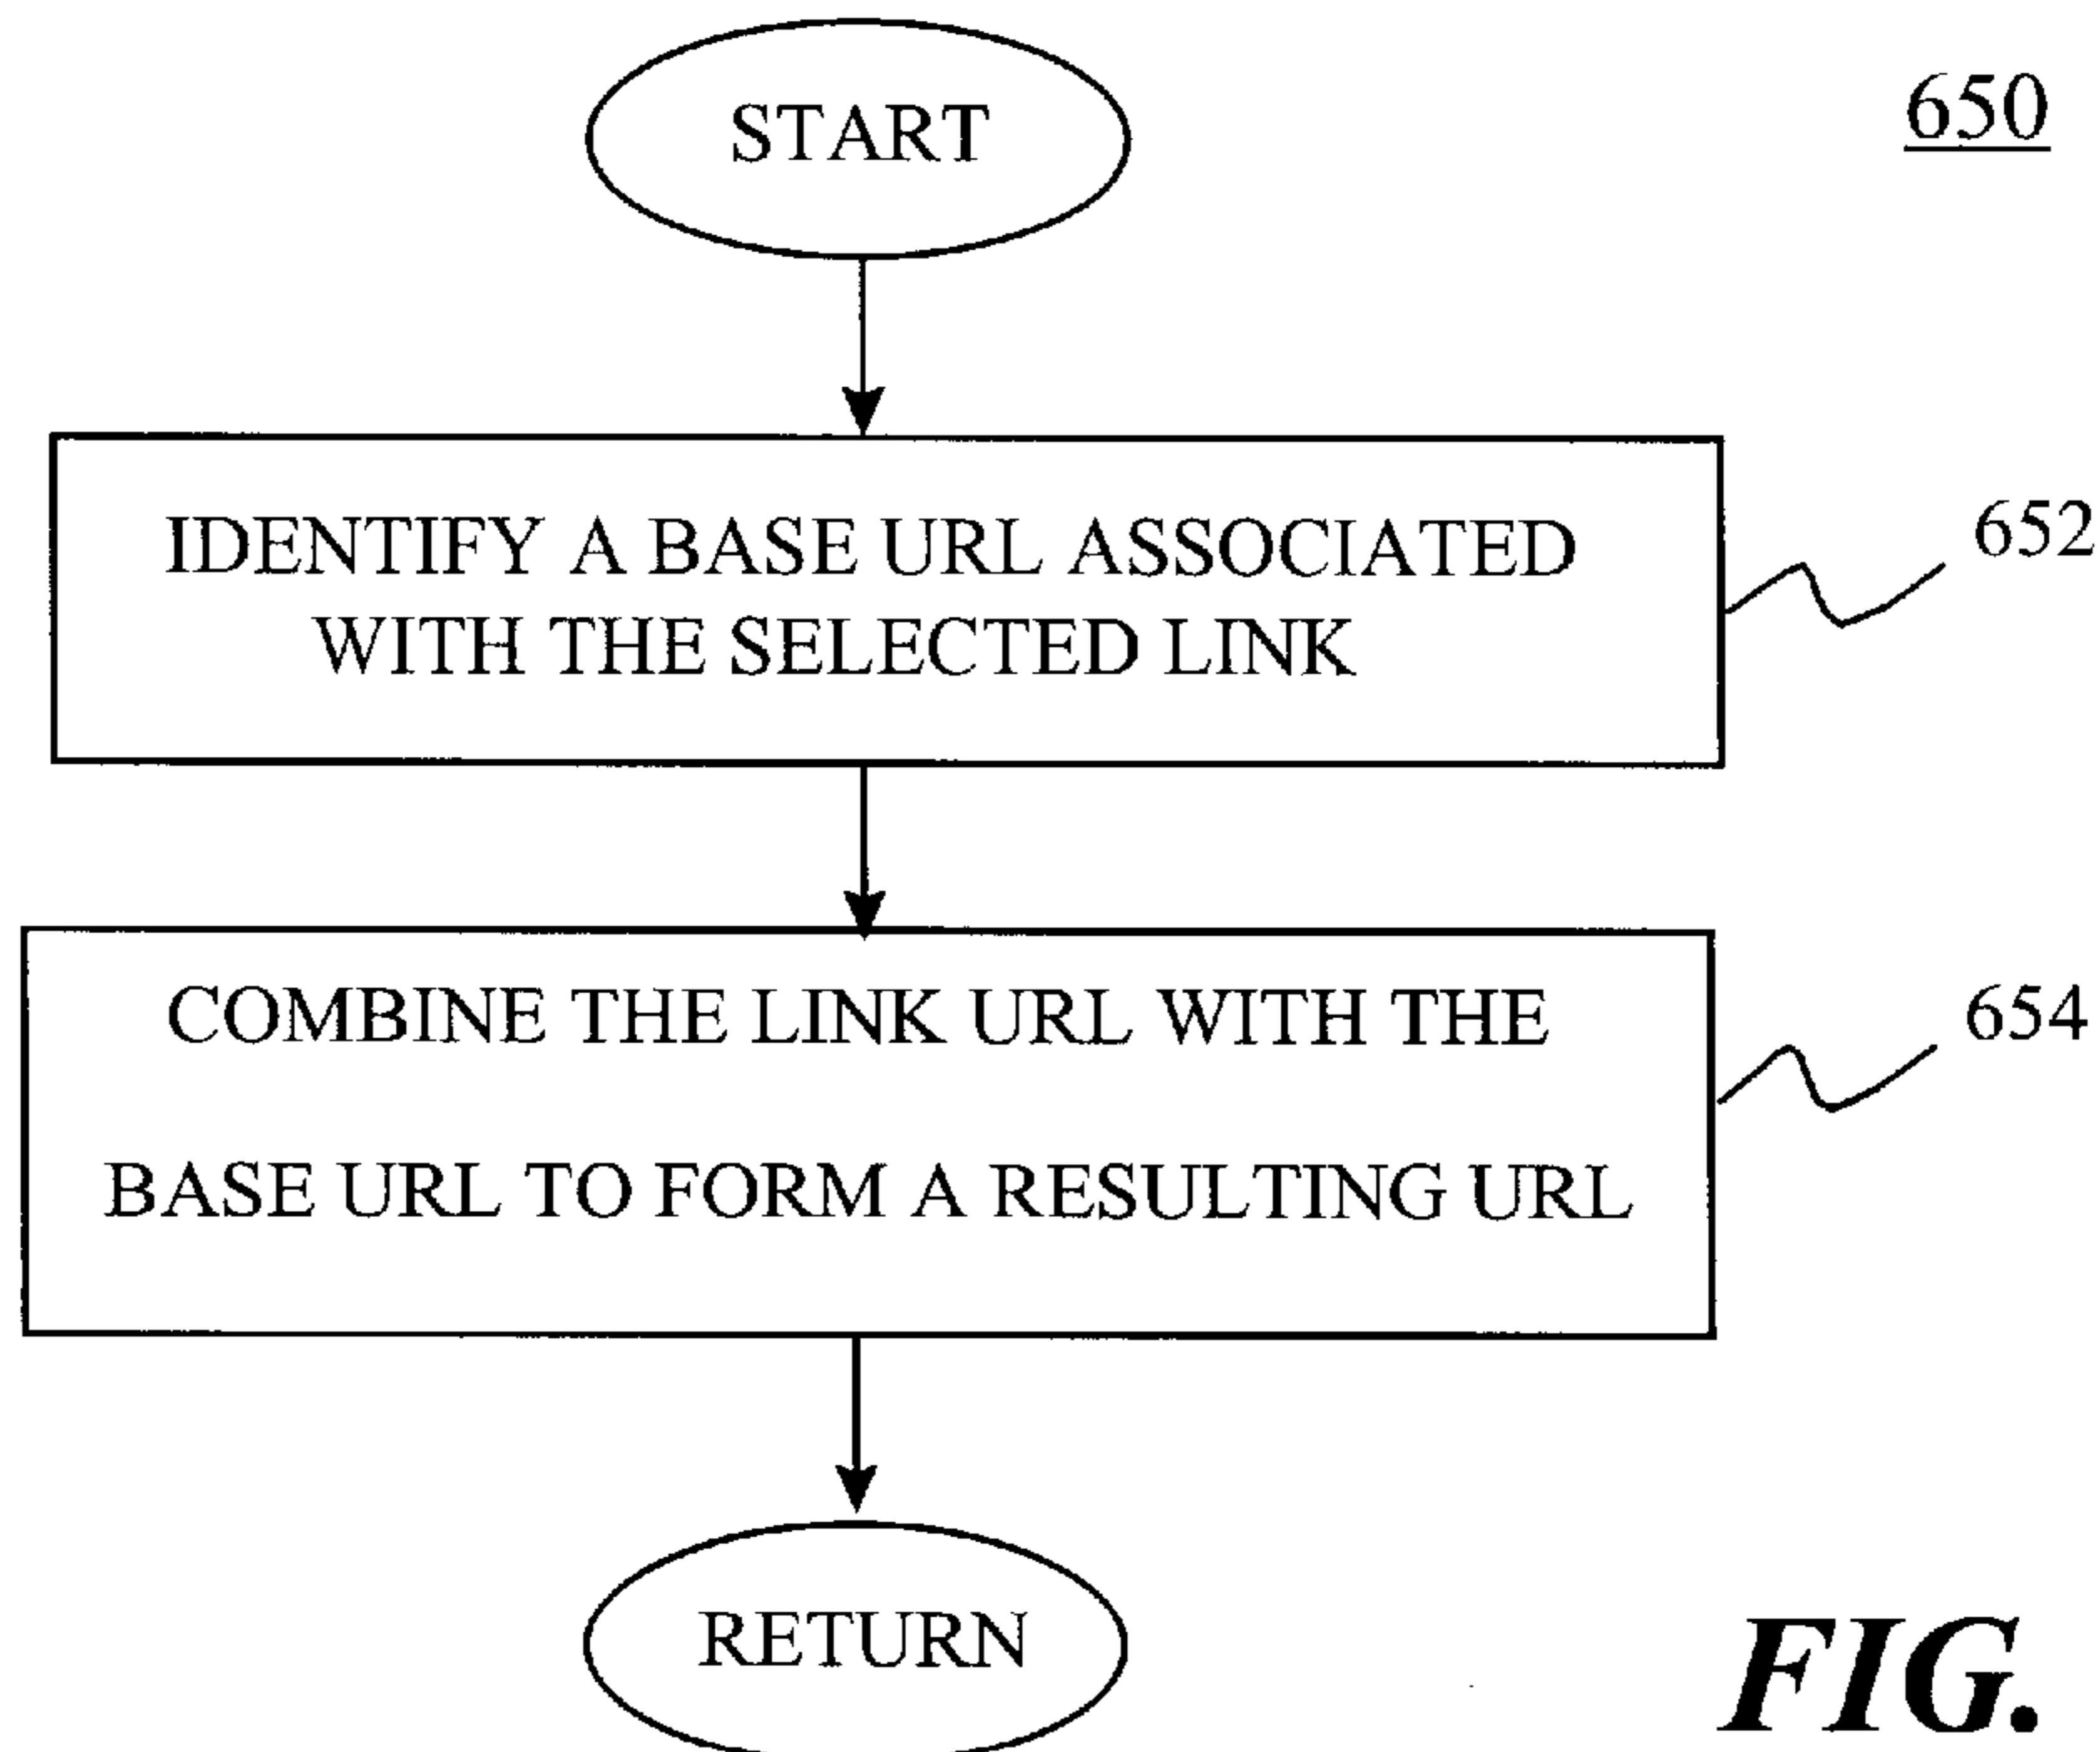 START
650
IDENTIFY A BASE URL ASSOCIATED
WITH THE SELECTED LINK
652
COMBINE THE LINK URL WITH THE
BASE URL TO FORM A RESULTING URL
654
RETURN
FIG.